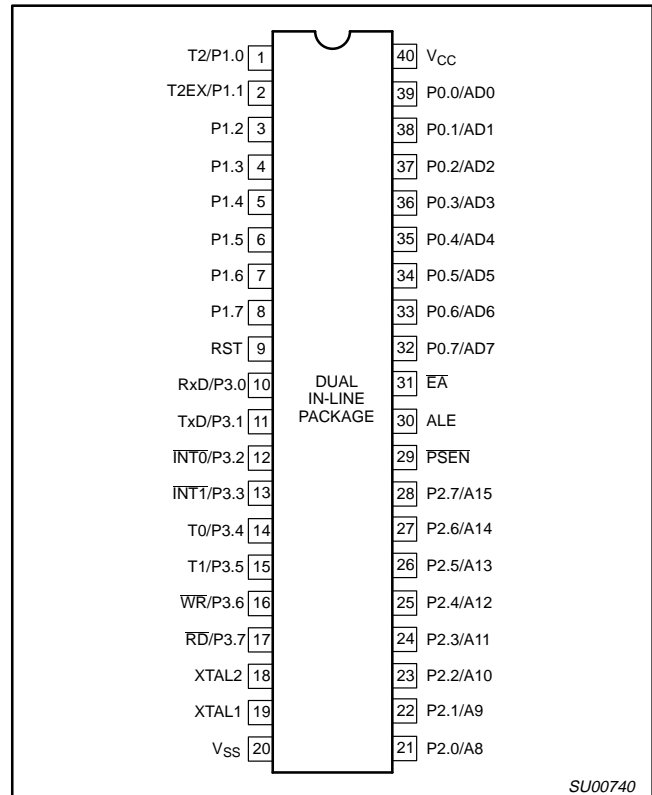 T2/P1.0 1 40 VCC
T2EX/P1.1 2 39 P0.0/AD0
P1.2 3 38 P0.1/AD1
P1.3 4 37 P0.2/AD2
P1.4 5 36 P0.3/AD3
P1.5 6 35 P0.4/AD4
P1.6 7 34 P0.5/AD5
P1.7 8 33 P0.6/AD6
RST 9 32 P0.7/AD7
RxD/P3.0 10 31 E̅A̅
TxD/P3.1 11 30 ALE
I̅N̅T̅0̅/P3.2 12 29 P̅S̅E̅N̅
I̅N̅T̅1̅/P3.3 13 28 P2.7/A15
T0/P3.4 14 27 P2.6/A14
T1/P3.5 15 26 P2.5/A13
W̅R̅/P3.6 16 25 P2.4/A12
R̅D̅/P3.7 17 24 P2.3/A11
XTAL2 18 23 P2.2/A10
XTAL1 19 22 P2.1/A9
VSS 20 21 P2.0/A8
DUAL
IN-LINE
PACKAGE
SU00740